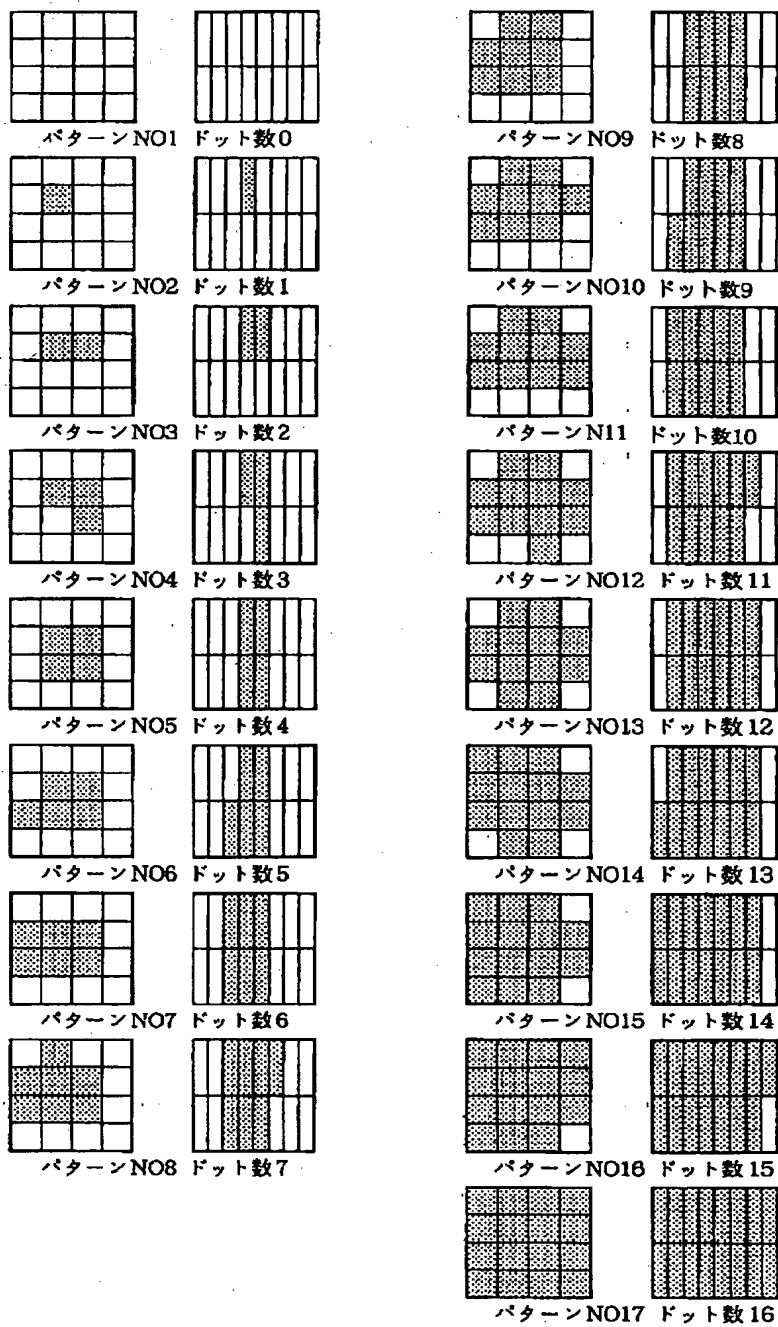 パターンNO1 ドット数0
パターンNO2 ドット数1
パターンNO3 ドット数2
パターンNO4 ドット数3
パターンNO5 ドット数4
パターンNO6 ドット数5
パターンNO7 ドット数6
パターンNO8 ドット数7
パターンNO9 ドット数8
パターンNO10 ドット数9
パターンN11 ドット数10
パターンNO12 ドット数11
パターンNO13 ドット数12
パターンNO14 ドット数13
パターンNO15 ドット数14
パターンNO16 ドット数15
パターンNO17 ドット数16